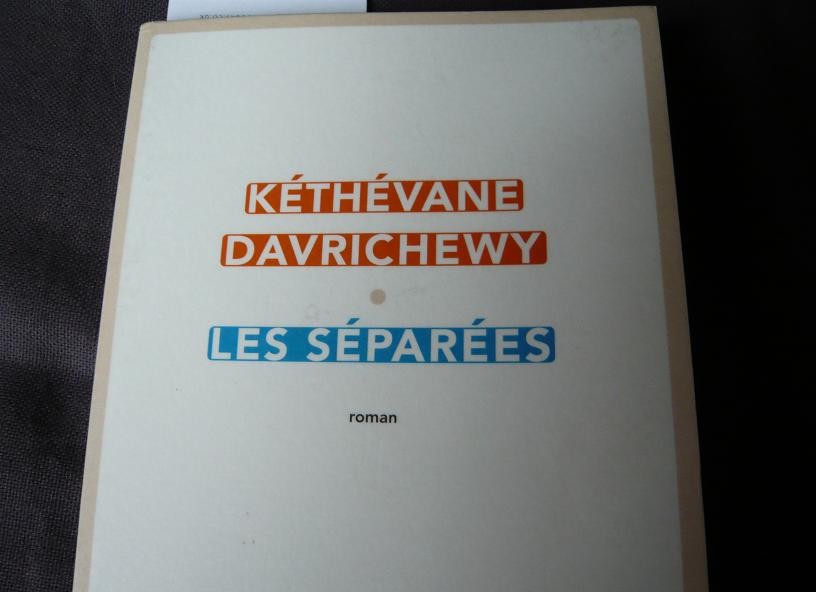 KÉTHÉVANE
DAVRICHEWY
LES SÉPARÉES
roman